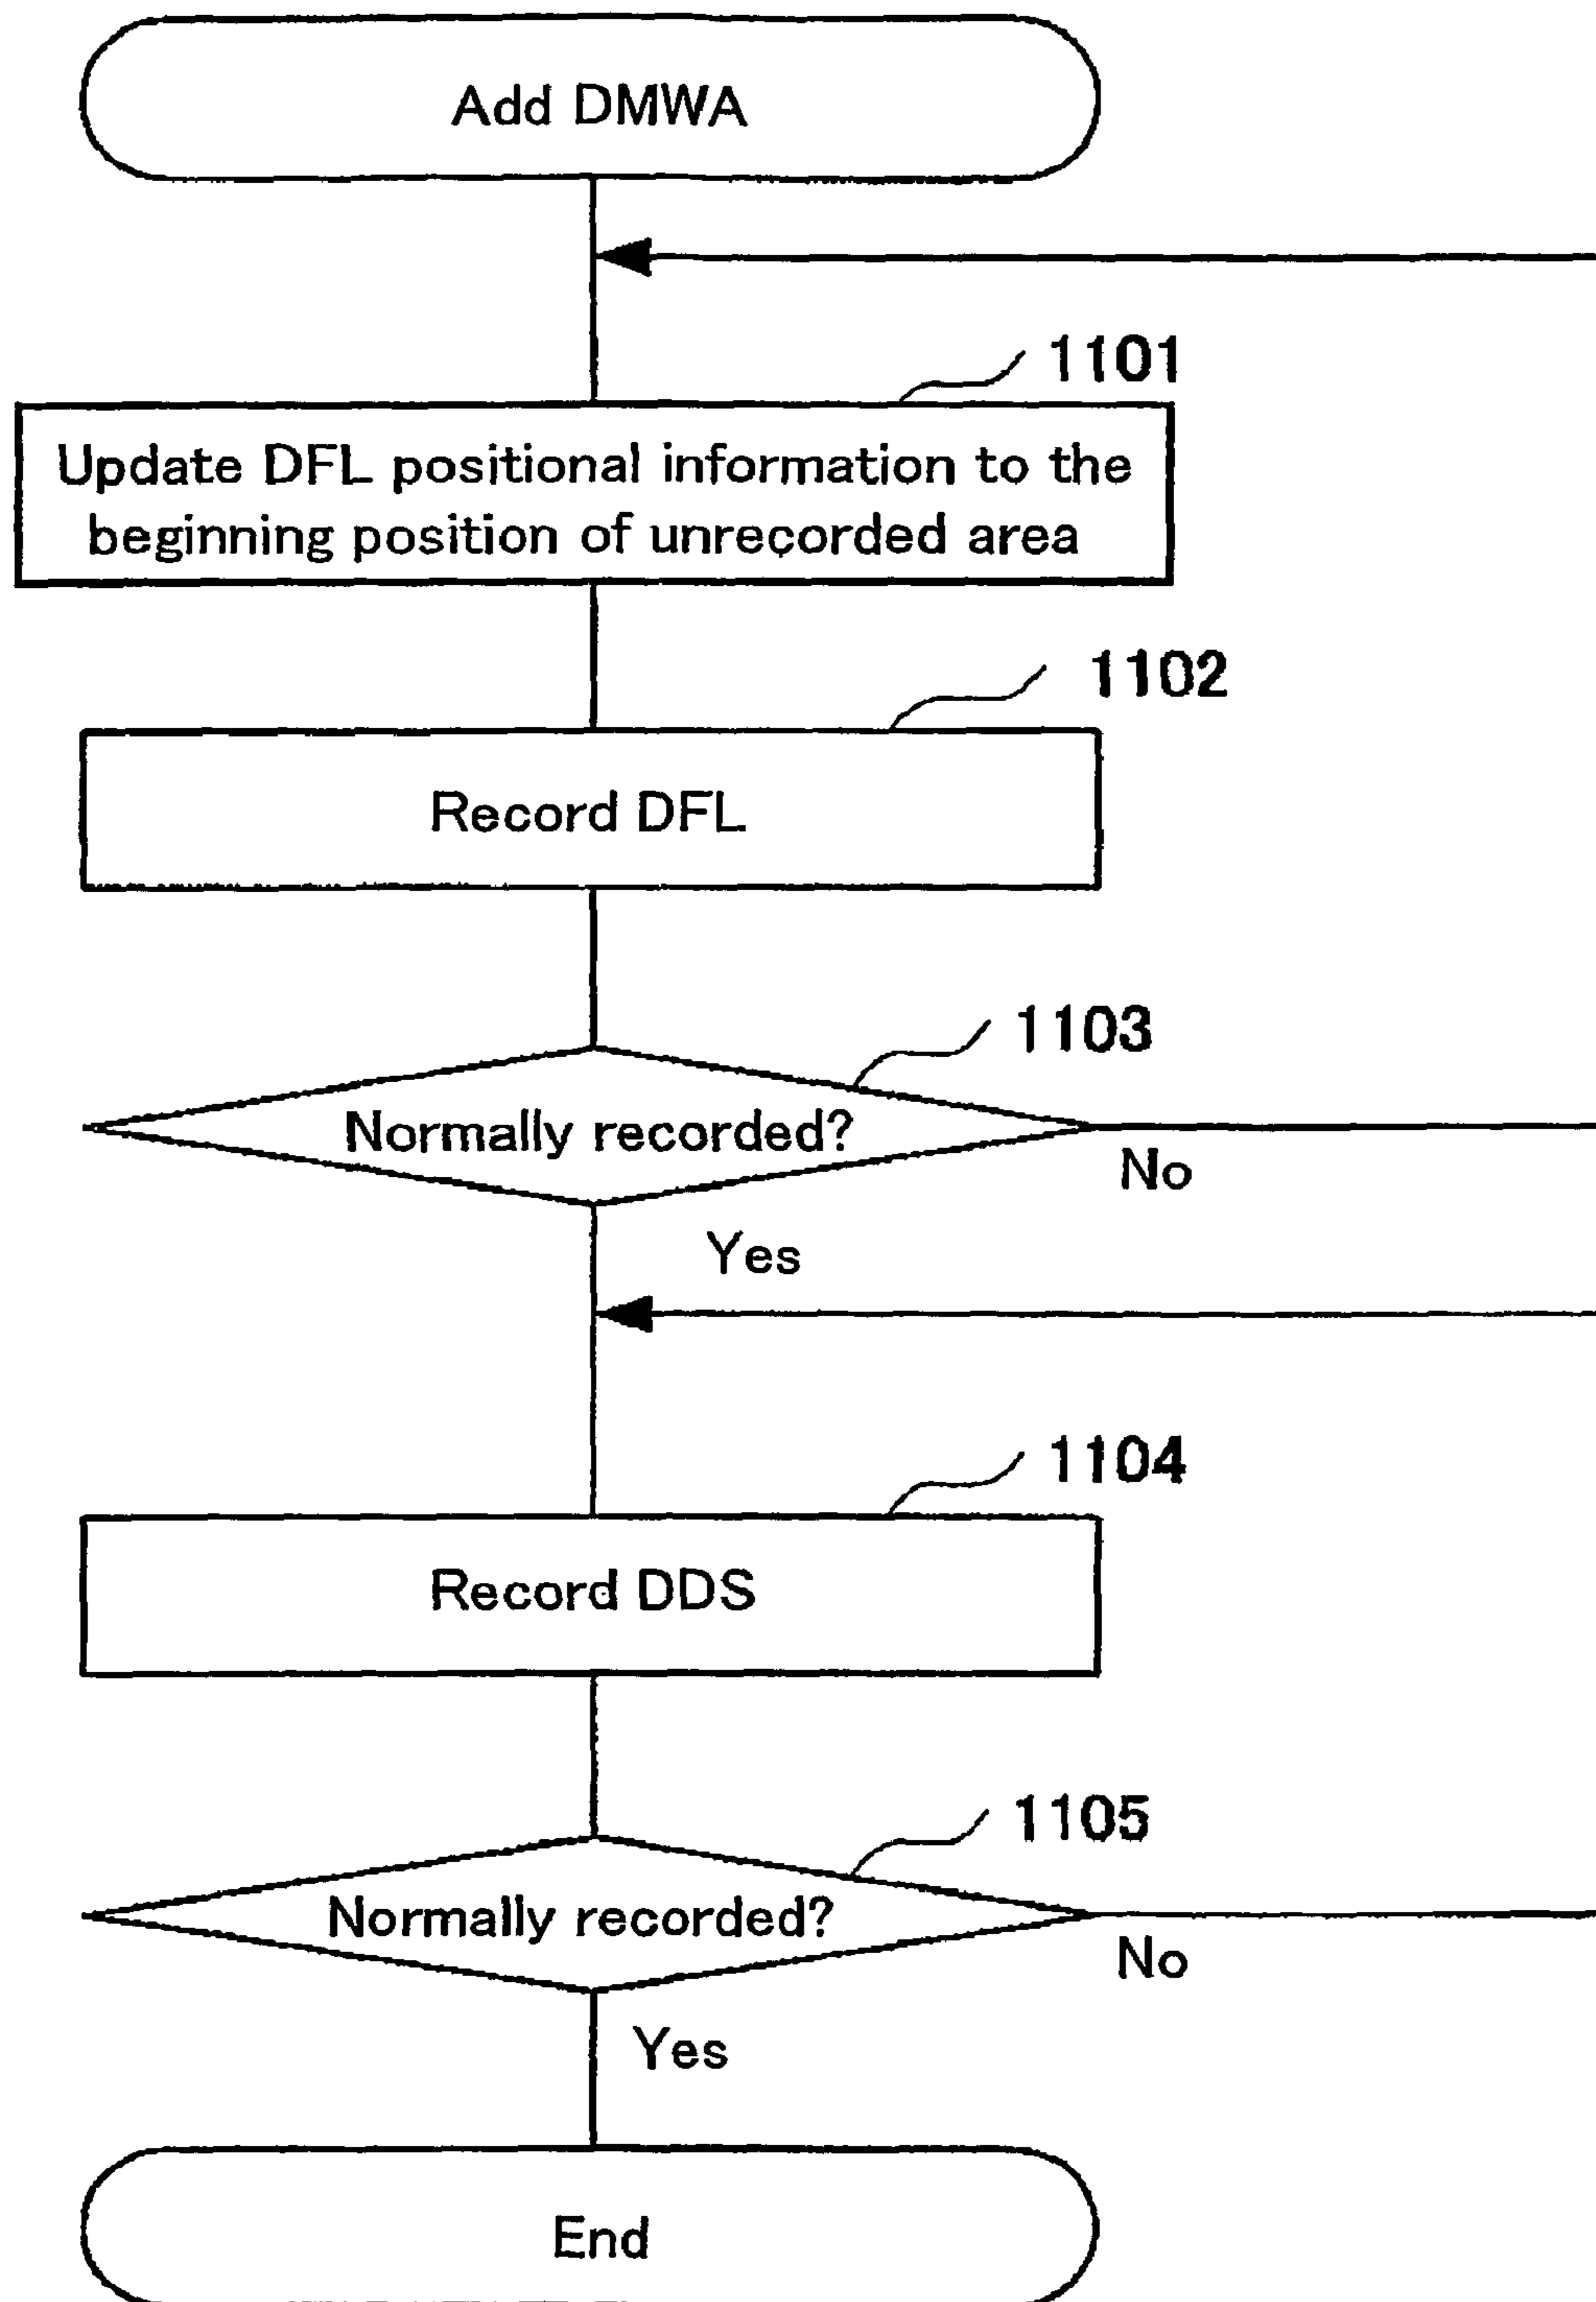 Add DMWA
1101
Update DFL positional information to the
beginning position of unrecorded area
1102
Record DFL
1103
Normally recorded?
No
Yes
1104
Record DDS
1105
Normally recorded?
No
Yes
End